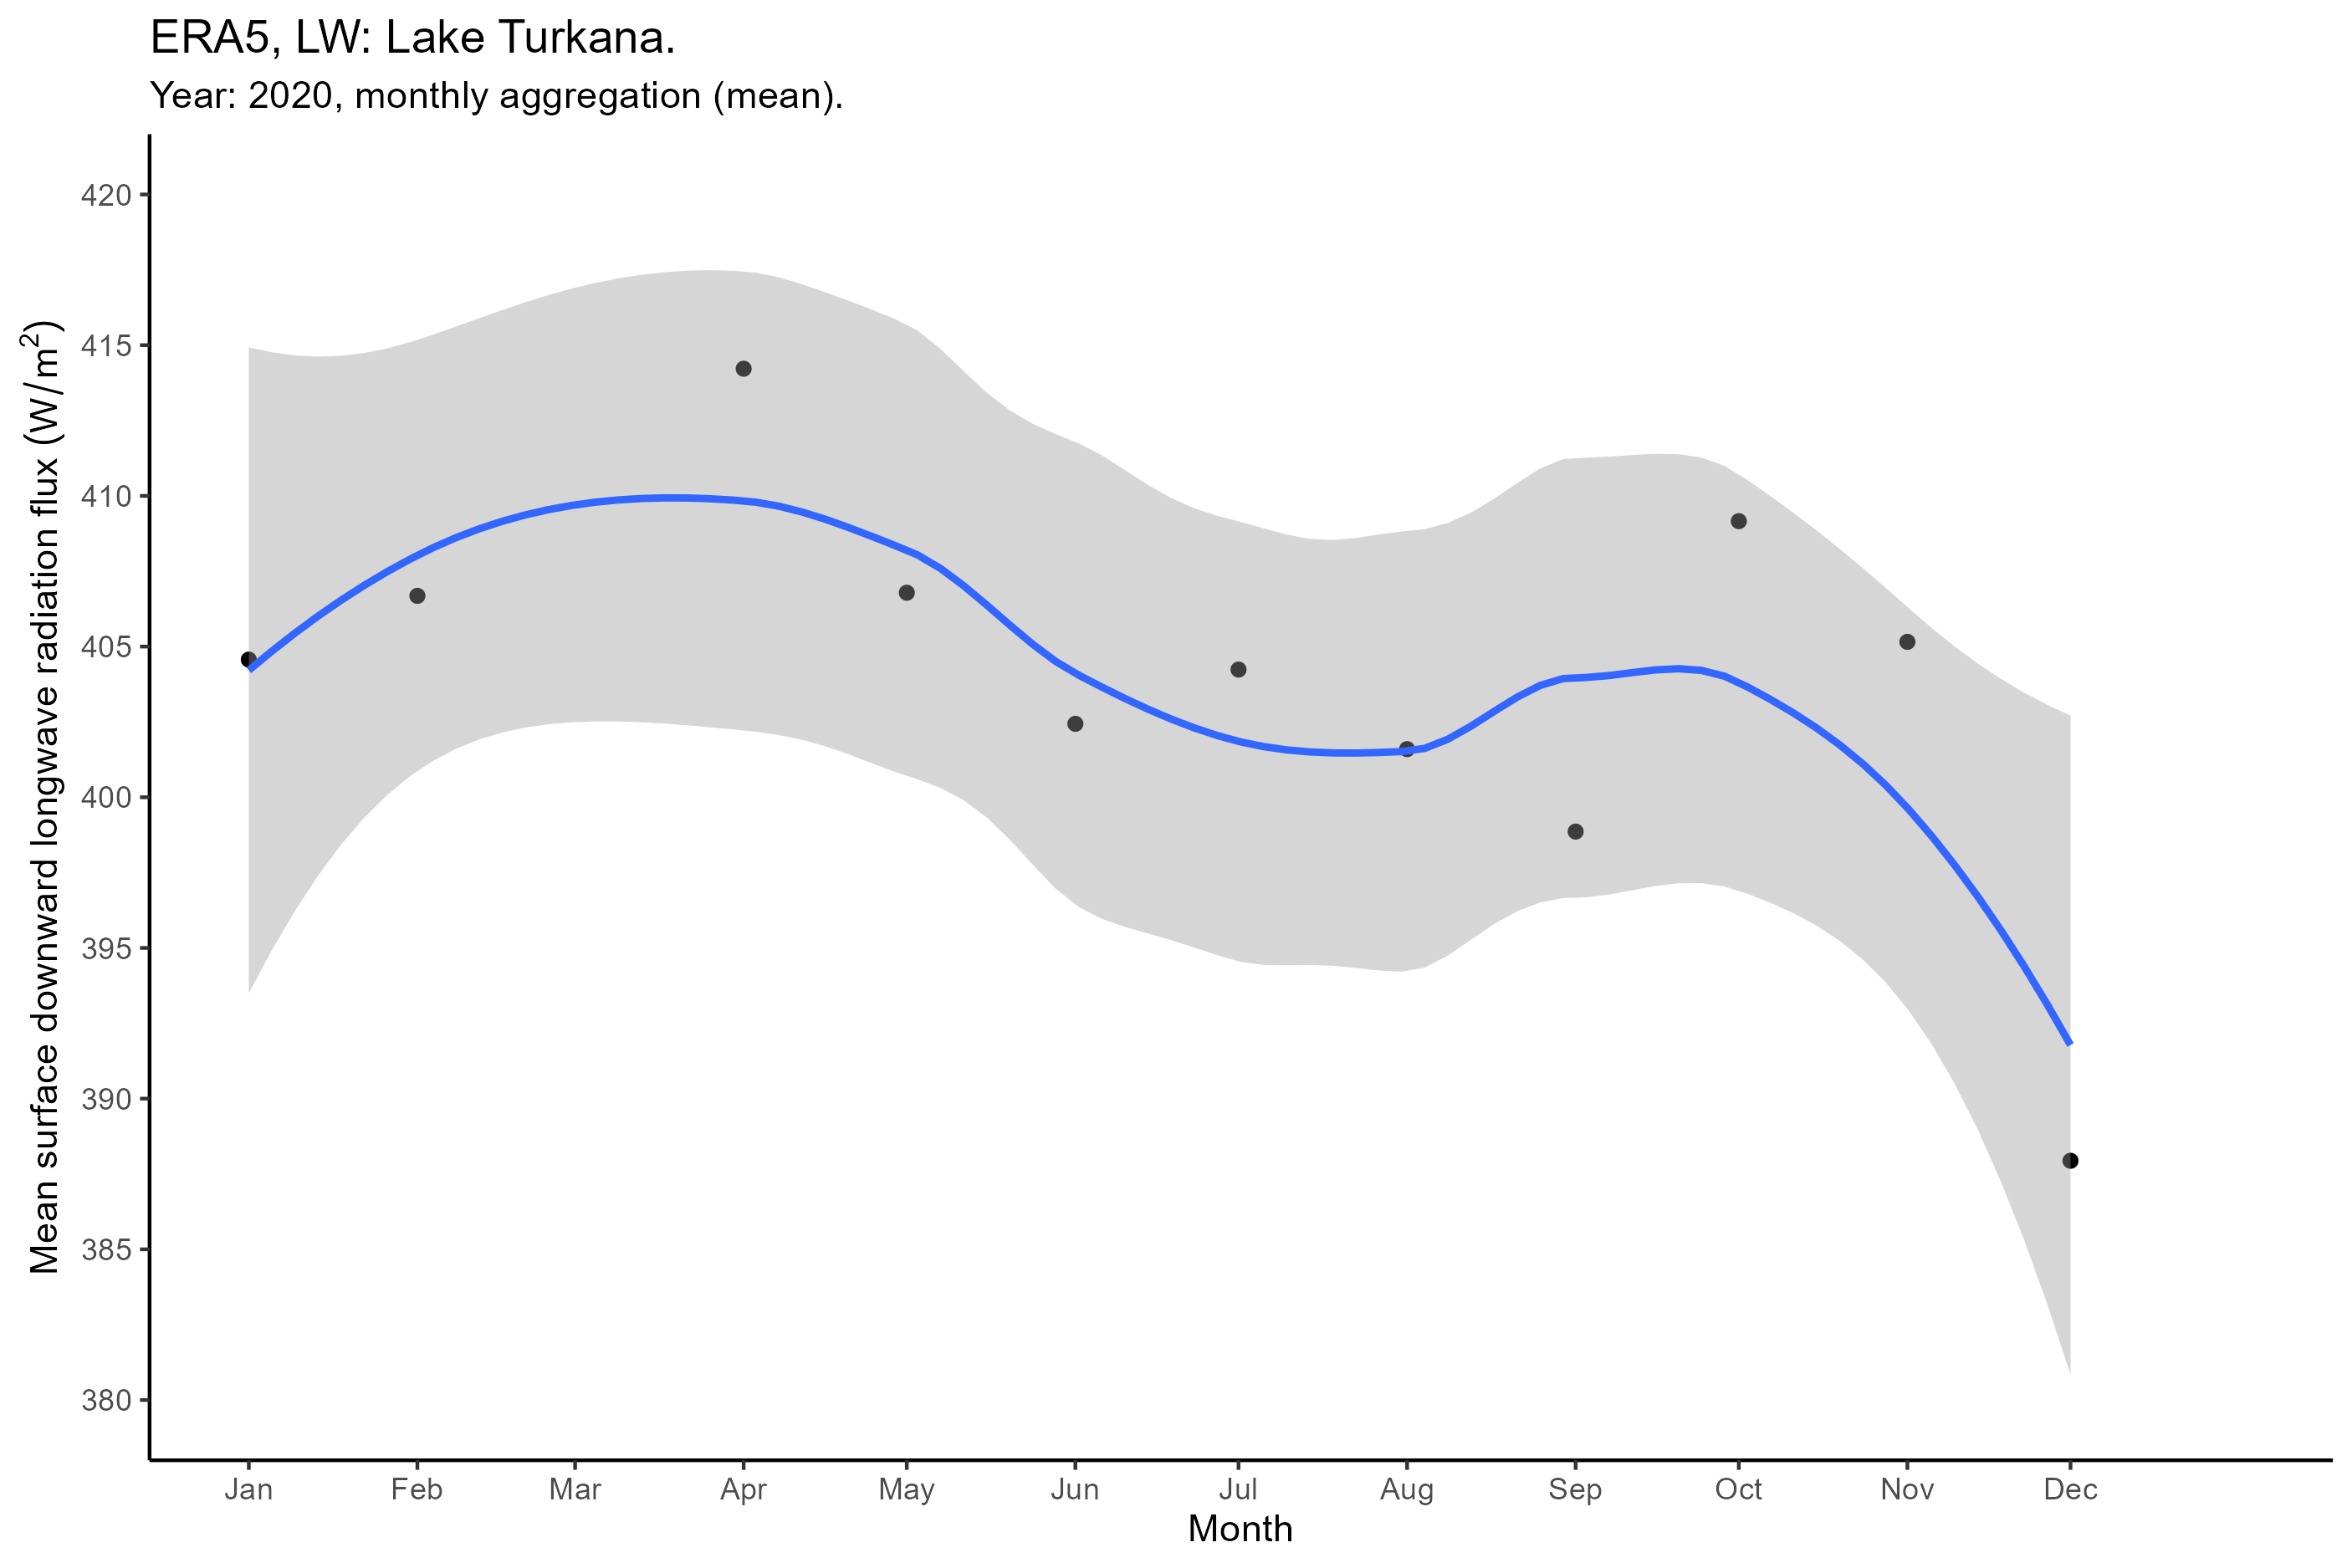 ERA5, LW: Lake Turkana.
Year: 2020, monthly aggregation (mean).
Mean surface downward longwave radiation flux (W/m²)
420
415
410
405
400
395
390
385
380
Jan Feb Mar Apr May Jun Jul Aug Sep Oct Nov Dec
Month